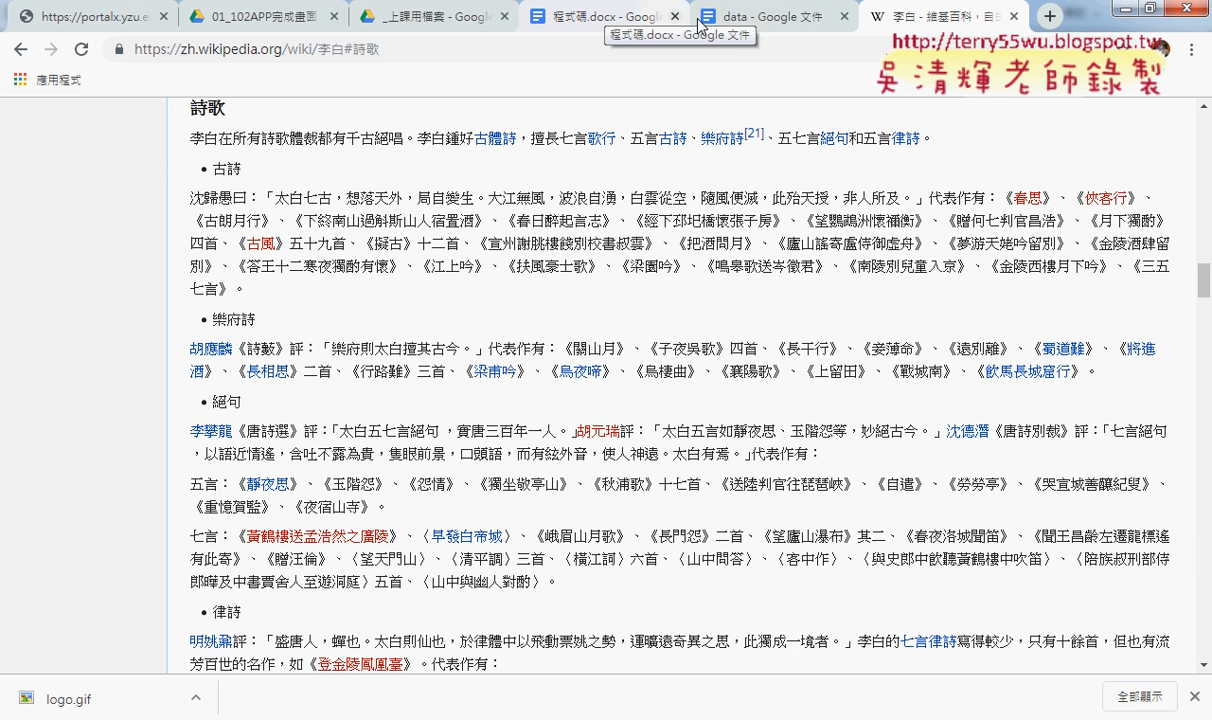 https://portalx.yzu.e
01_102APP完成畫面
_上課用檔案 - Google
程式碼.docx - Google
data - Google 文件
李白 - 維基百科，自由
程式碼.docx - Google 文件
https://zh.wikipedia.org/wiki/李白#詩歌
http://terry55wu.blogspot.tw
吳清輝老師錄製
應用程式
詩歌
李白在所有詩歌體裁都有千古絕唱。李白鍾好古體詩，擅長七言歌行、五言古詩、樂府詩[21]、五七言絕句和五言律詩。
• 古詩
沈歸愚曰：「太白七古，想落天外，局自變生。大江無風，波浪自湧，白雲從空，隨風便滅，此殆天授，非人所及。」代表作有：《春思》、《俠客行》、
《古朗月行》、《下終南山過斛斯山人宿置酒》、《春日醉起言志》、《經下邳圯橋懷張子房》、《望鸚鵡洲懷禰衡》、《贈何七判官昌浩》、《月下獨酌》
四首、《古風》五十九首、《擬古》十二首、《宣州謝朓樓餞別校書叔雲》、《把酒問月》、《廬山謠寄盧侍御虛舟》、《夢游天姥吟留別》、《金陵酒肆留
別》、《答王十二寒夜獨酌有懷》、《江上吟》、《扶風豪士歌》、《梁園吟》、《鳴皋歌送岑徵君》、《南陵別兒童入京》、《金陵西樓月下吟》、《三五
七言》。
• 樂府詩
胡應麟《詩藪》評：「樂府則太白擅其古今。」代表作有：《關山月》、《子夜吳歌》四首、《長干行》、《妾薄命》、《遠別離》、《蜀道難》、《將進
酒》、《長相思》二首、《行路難》三首、《梁甫吟》、《烏夜啼》、《烏棲曲》、《襄陽歌》、《上留田》、《戰城南》、《飲馬長城窟行》。
• 絕句
李攀龍《唐詩選》評：「太白五七言絕句 ，實唐三百年一人。」胡元瑞評：「太白五言如靜夜思、玉階怨等，妙絕古今。」沈德潛《唐詩別裁》評：「七言絕句
，以語近情遙，含吐不露為貴，隻眼前景，口頭語，而有絃外音，使人神遠。太白有焉。」代表作有：
五言：《靜夜思》、《玉階怨》、《怨情》、《獨坐敬亭山》、《秋浦歌》十七首、《送陸判官往琵琶峽》、《自遣》、《勞勞亭》、《哭宣城善釀紀叟》、
《重憶賀監》、《夜宿山寺》。
七言：《黃鶴樓送孟浩然之廣陵》、〈早發白帝城〉、《峨眉山月歌》、《長門怨》二首、《望廬山瀑布》其二、《春夜洛城聞笛》、《聞王昌齡左遷龍標遙
有此寄》、《贈汪倫》、〈望天門山〉、〈清平調〉三首、〈橫江詞〉六首、〈山中問答〉、〈客中作〉、〈與史郎中飲聽黃鶴樓中吹笛〉、〈陪族叔刑部侍
郎曄及中書賈舍人至遊洞庭〉五首、〈山中與幽人對酌〉。
• 律詩
明姚鼐評：「盛唐人，蟬也。太白則仙也，於律體中以飛動票姚之勢，運曠遠奇異之思，此獨成一境者。」李白的七言律詩寫得較少，只有十餘首，但也有流
芳百世的名作，如《登金陵鳳凰臺》。代表作有：
logo.gif
全部顯示